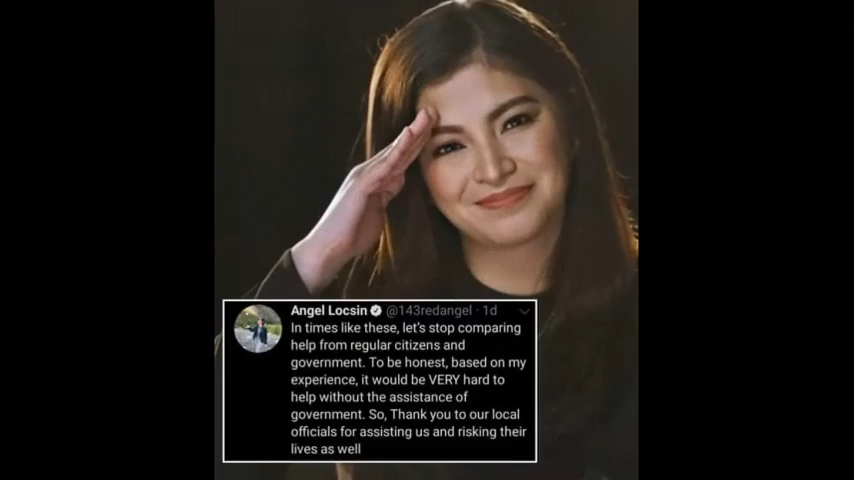 Angel Locsin @143redangel · 1d
In times like these, let's stop comparing
help from regular citizens and
government. To be honest, based on my
experience, it would be VERY hard to
help without the assistance of
government. So, Thank you to our local
officials for assisting us and risking their
lives as well